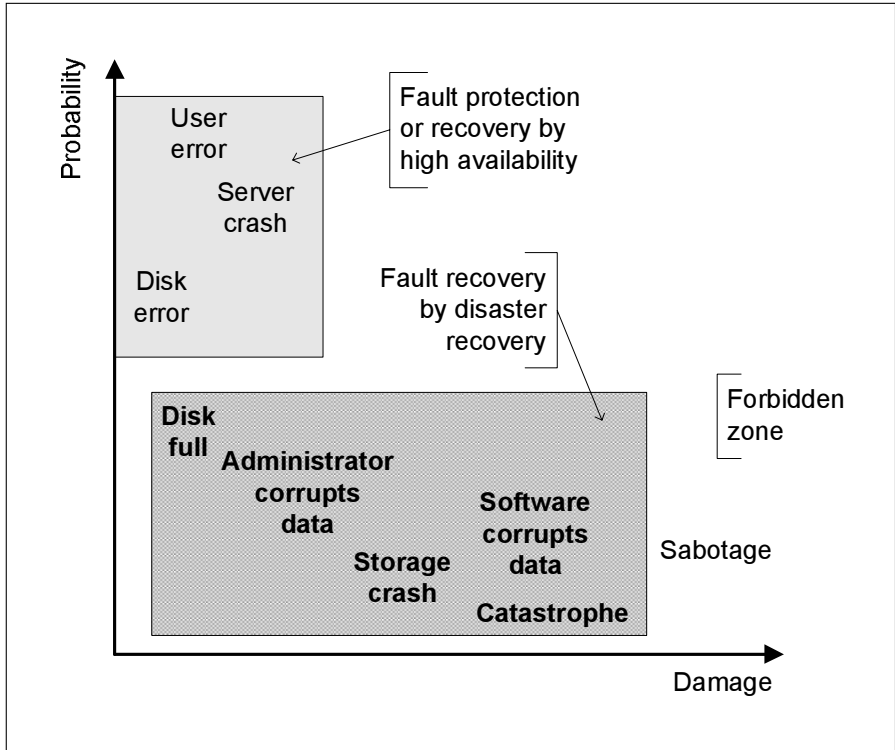 Probability
User
error
Server
crash
Disk
error
Fault protection
or recovery by
high availability
Fault recovery
by disaster
recovery
Forbidden
zone
Disk
full
Administrator
corrupts
data
Storage
crash
Software
corrupts
data
Catastrophe
Sabotage
Damage